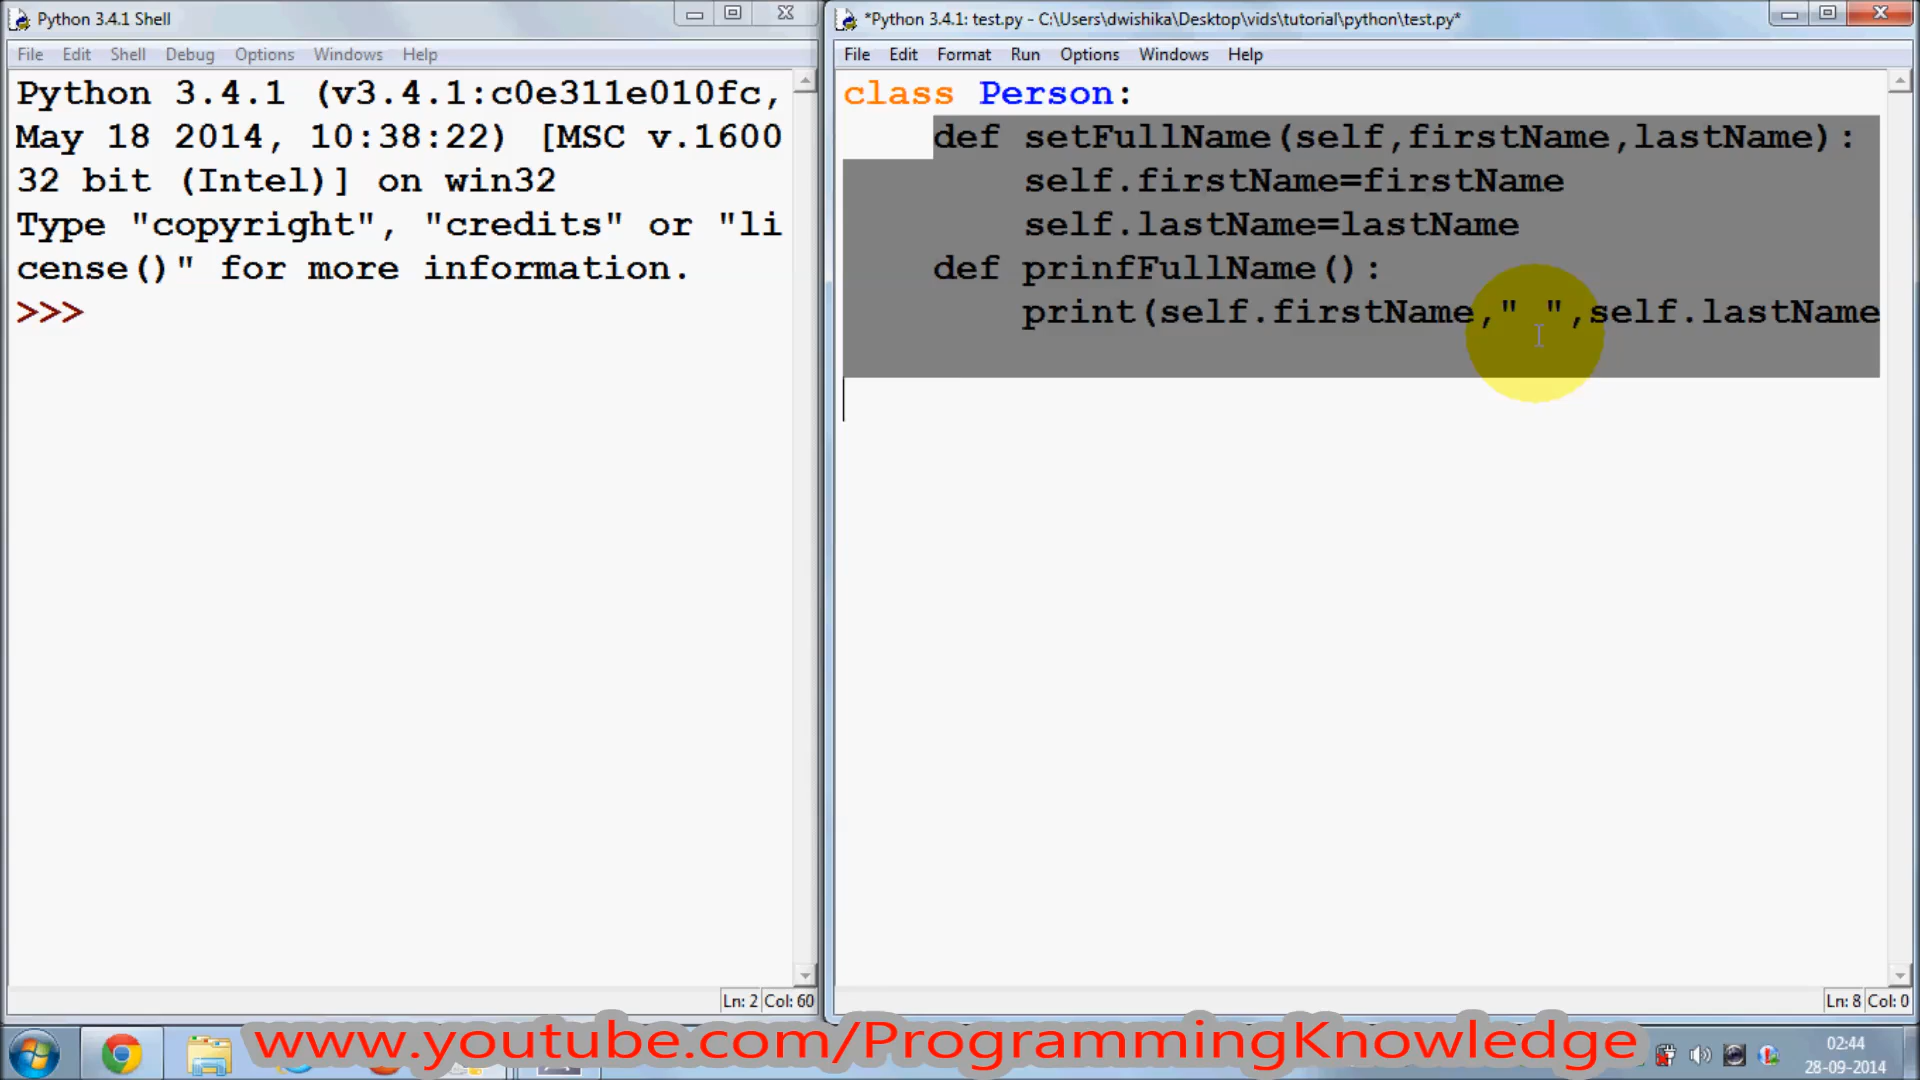 Python 3.4.1 Shell
File Edit Shell Debug Options Windows Help
Python 3.4.1 (v3.4.1:c0e311e010fc,
May 18 2014, 10:38:22) [MSC v.1600
32 bit (Intel)] on win32
Type "copyright", "credits" or "li
cense()" for more information.
>>>
Ln: 2 Col: 60
*Python 3.4.1: test.py - C:\Users\dwishika\Desktop\vids\tutorial\python\test.py*
File Edit Format Run Options Windows Help
class Person:
def setFullName(self,firstName,lastName):
self.firstName=firstName
self.lastName=lastName
def prinfFullName():
print(self.firstName," ",self.lastName
Ln: 8 Col: 0
www.youtube.com/ProgrammingKnowledge
02:44
28-09-2014